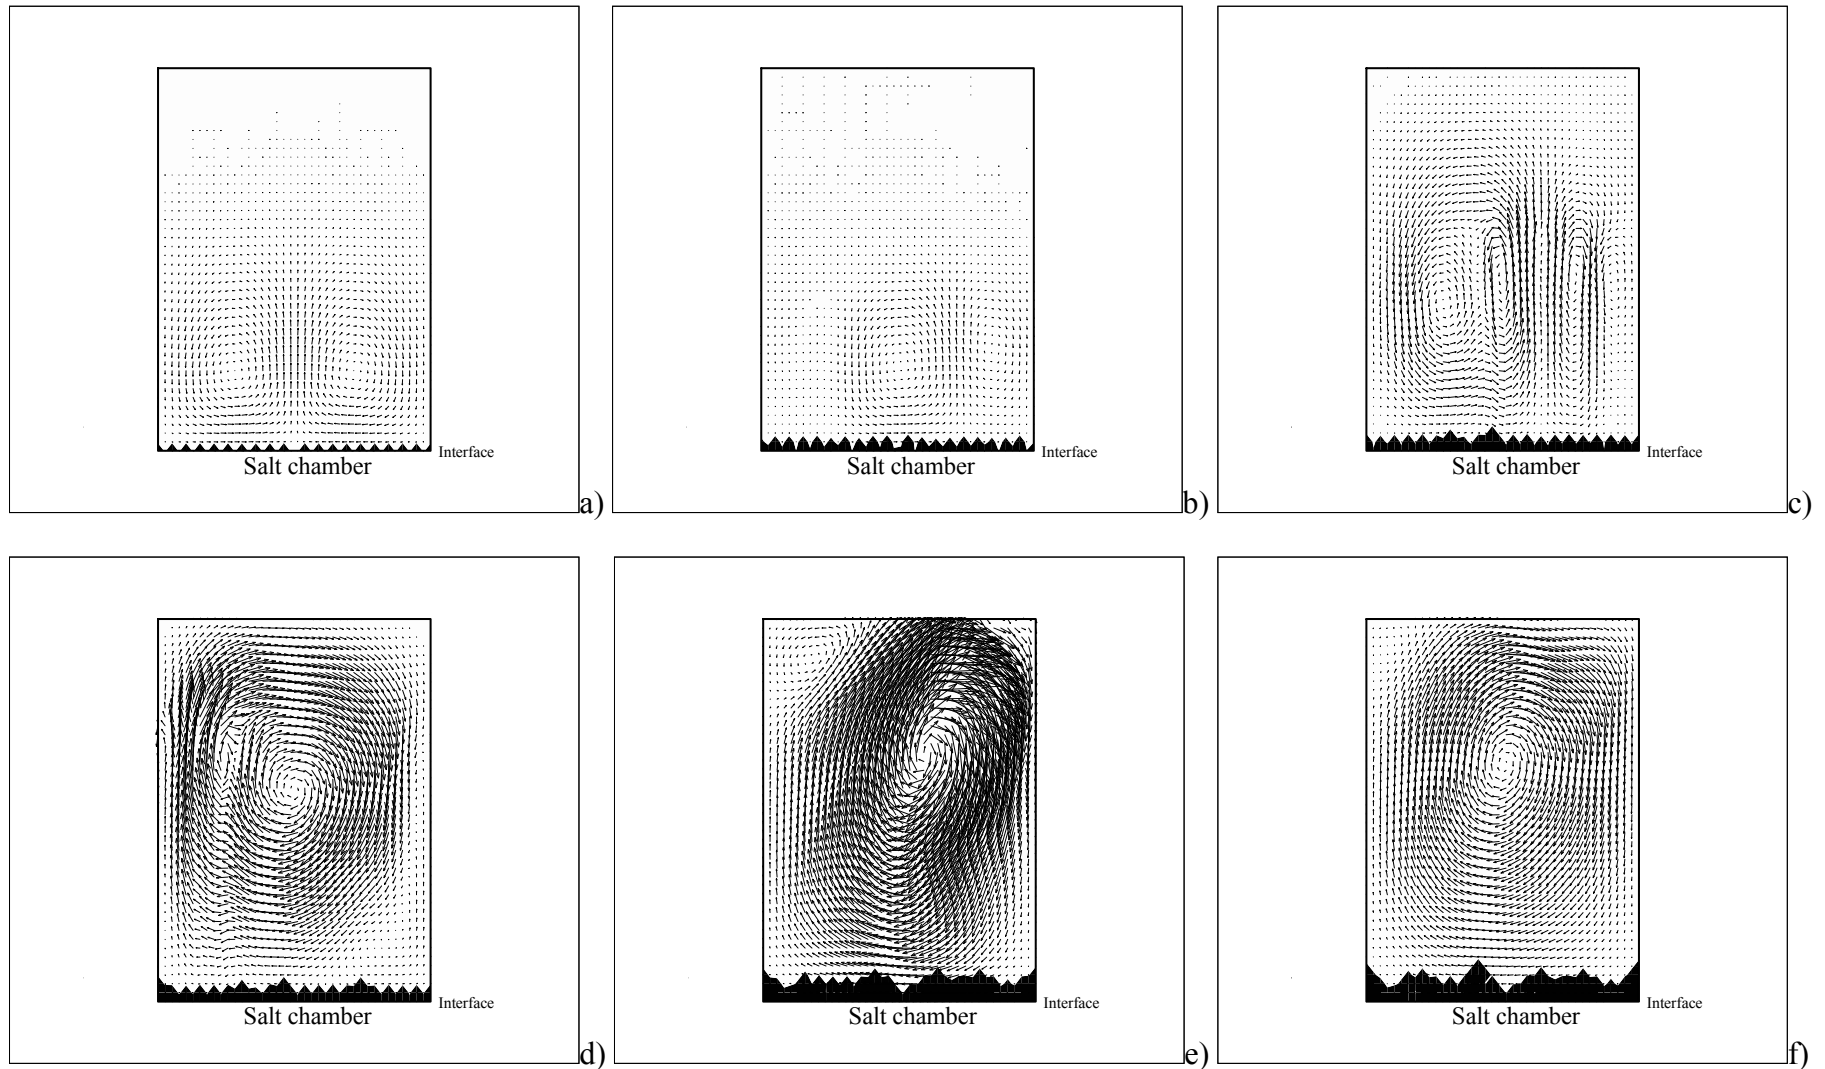 Interface
Salt chamber
a)
Interface
Salt chamber
b)
Interface
Salt chamber
c)
Interface
Salt chamber
d)
Interface
Salt chamber
e)
Interface
Salt chamber
f)